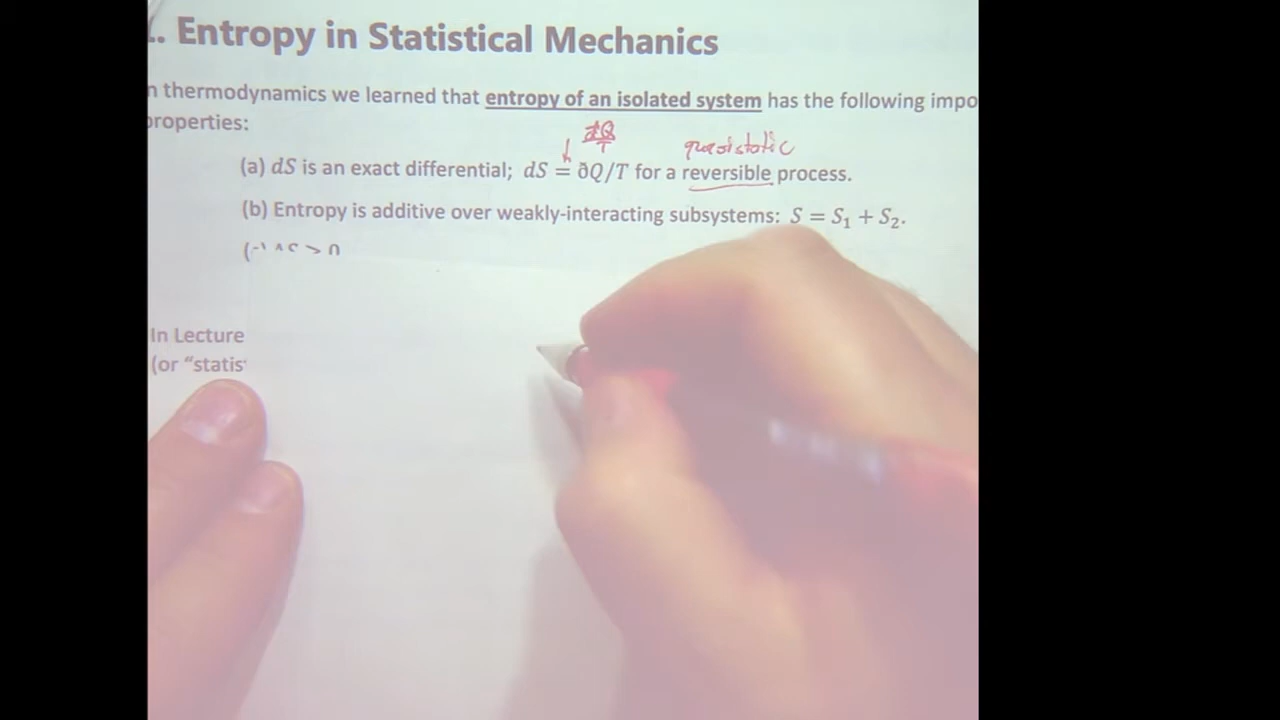 . Entropy in Statistical Mechanics
n thermodynamics we learned that entropy of an isolated system has the following impo
properties:
đQ/T quasistatic
(a) dS is an exact differential; dS = ðQ/T for a reversible process.
(b) Entropy is additive over weakly-interacting subsystems: S = S₁ + S₂.
In Lecture
(or “statis